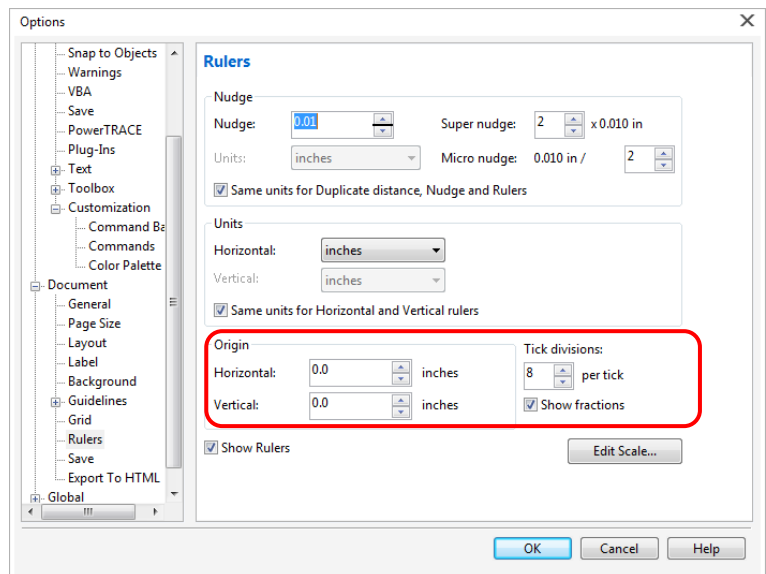 Options
Snap to Objects
Warnings
VBA
Save
PowerTRACE
Plug-Ins
Text
Toolbox
Customization
Command Ba
Commands
Color Palette
Document
General
Page Size
Layout
Label
Background
Guidelines
Grid
Rulers
Save
Export To HTML
Global
Rulers
Nudge
Nudge: 0.01 Super nudge: 2 x 0.010 in
Units: inches Micro nudge: 0.010 in / 2
Same units for Duplicate distance, Nudge and Rulers
Units
Horizontal: inches
Vertical: inches
Same units for Horizontal and Vertical rulers
Origin
Horizontal: 0.0 inches
Vertical: 0.0 inches
Tick divisions:
8 per tick
Show fractions
Show Rulers
Edit Scale...
OK Cancel Help